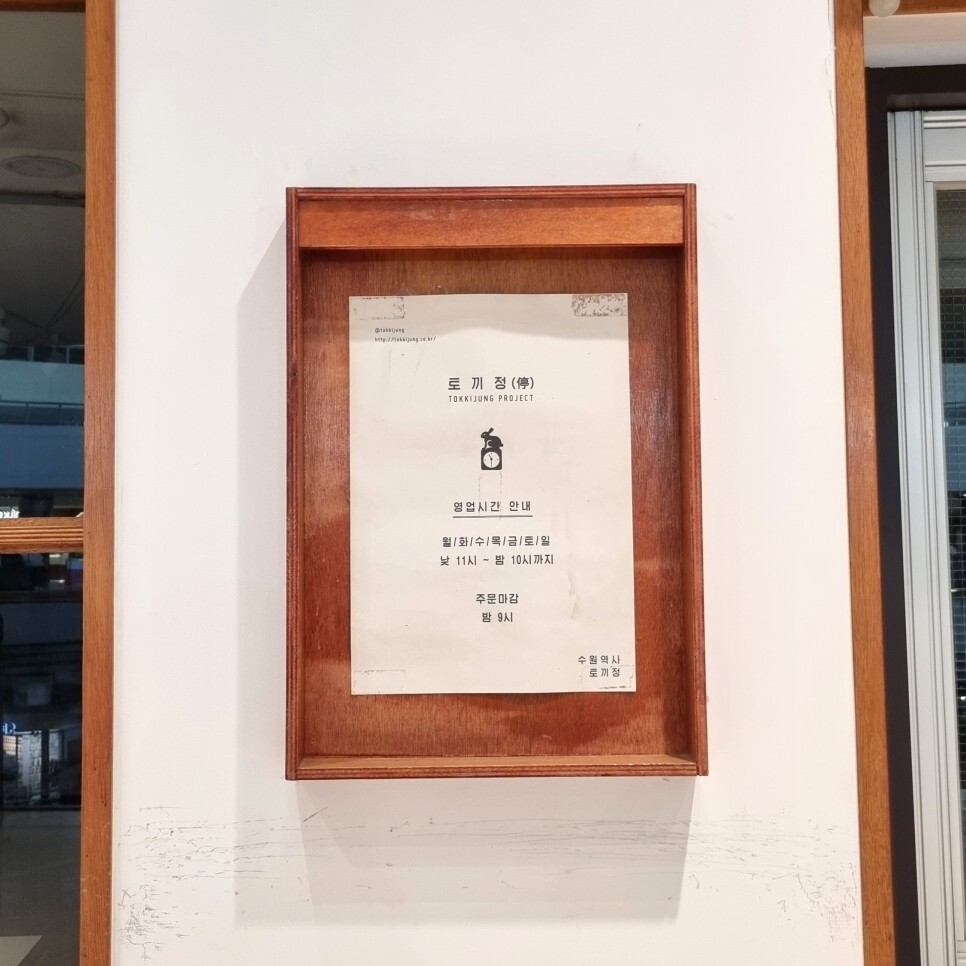 @tokkijung
http://tokkijung.co.kr/
토 끼 정(停)
TOKKIJUNG PROJECT
영업시간 안내
월/화/수/목/금/토/일
낮 11시 ~ 밤 10시까지
주문마감
밤 9시
수원역사
토끼정